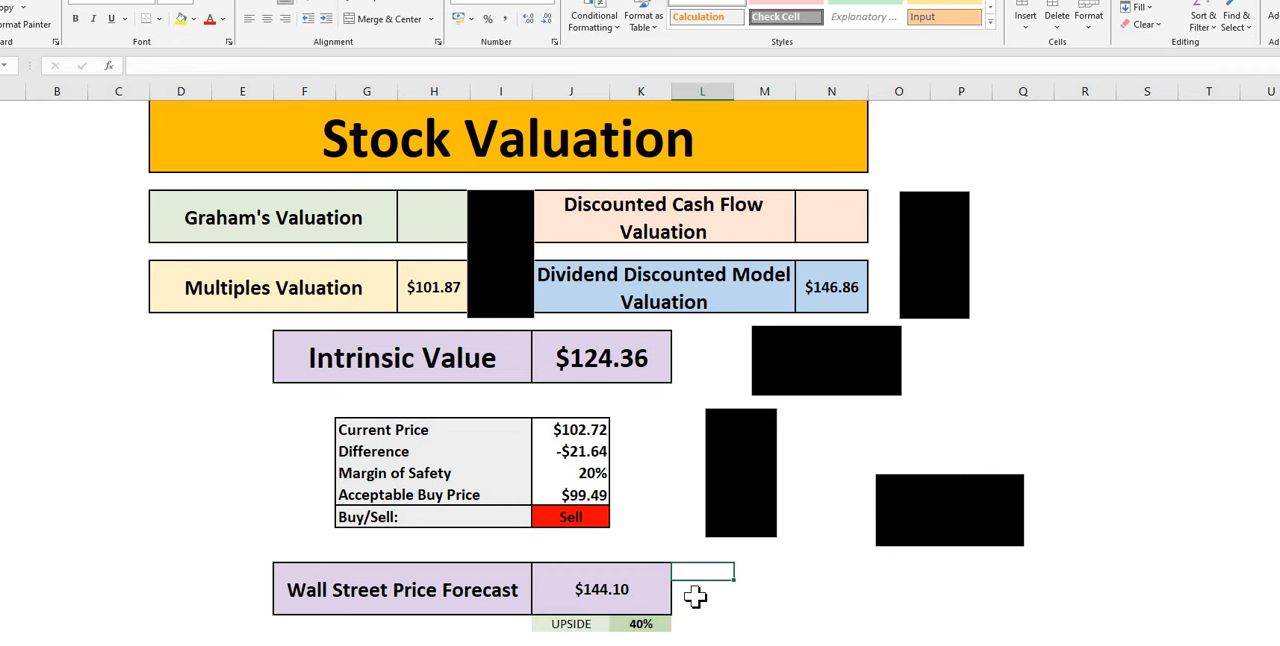 opy
Format Painter
ard
B I U
A
Font
Merge & Center
Alignment
$ % ,
Number
Conditional Formatting
Format as Table
Calculation
Check Cell
Explanatory ...
Input
Styles
Insert
Delete
Format
Cells
Fill
Clear
Sort & Filter
Find & Select
Editing
Ad
fx
B C D E F G H I J K L M N O P Q R S T U
Stock Valuation
Graham's Valuation
Discounted Cash Flow
Valuation
Multiples Valuation $101.87
Dividend Discounted Model
Valuation
$146.86
Intrinsic Value $124.36
Current Price $102.72
Difference -$21.64
Margin of Safety 20%
Acceptable Buy Price $99.49
Buy/Sell: Sell
Wall Street Price Forecast $144.10
UPSIDE 40%